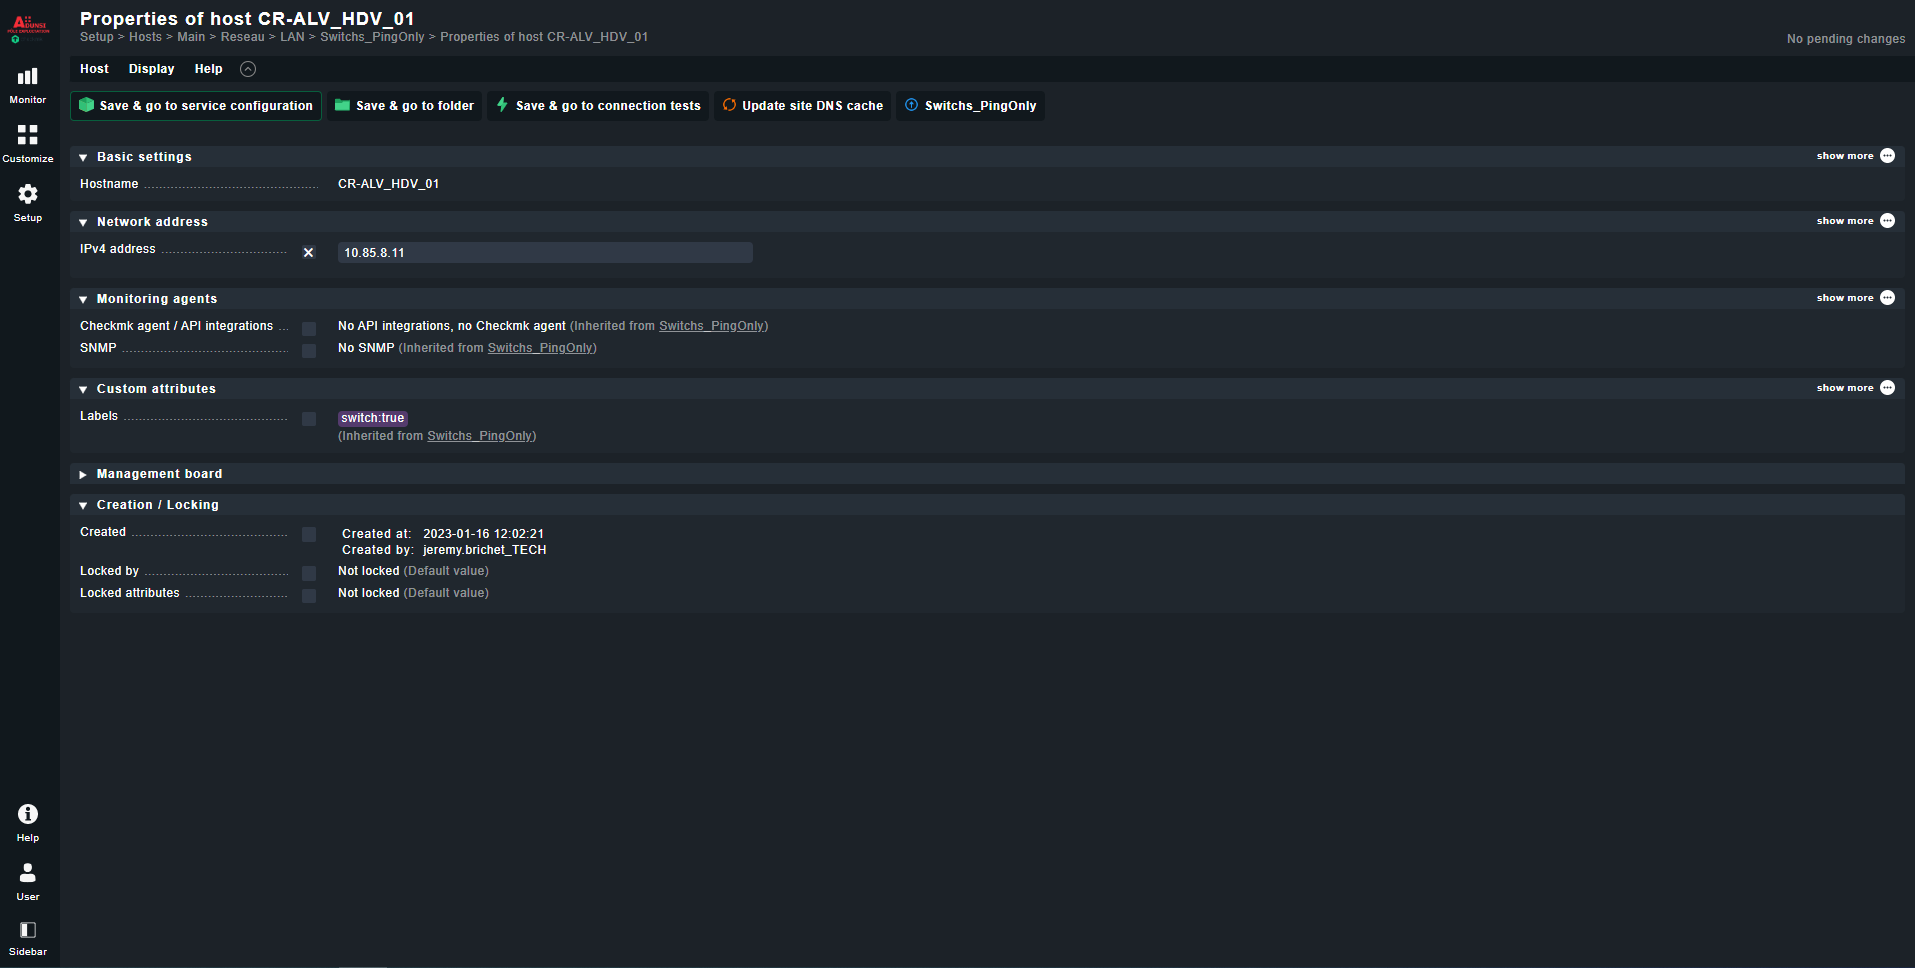 Properties of host CR-ALV_HDV_01
Setup > Hosts > Main > Reseau > LAN > Switchs_PingOnly > Properties of host CR-ALV_HDV_01
No pending changes
Host Display Help
Save & go to service configuration Save & go to folder Save & go to connection tests Update site DNS cache Switchs_PingOnly
ADUNSI
POLE EXPLOITATION
Monitor
Customize
Setup
Basic settings show more
Hostname CR-ALV_HDV_01
Network address show more
IPv4 address 10.85.8.11
Monitoring agents show more
Checkmk agent / API integrations No API integrations, no Checkmk agent (Inherited from Switchs_PingOnly)
SNMP No SNMP (Inherited from Switchs_PingOnly)
Custom attributes show more
Labels switch:true
(Inherited from Switchs_PingOnly)
Management board
Creation / Locking
Created Created at: 2023-01-16 12:02:21
Created by: jeremy.brichet_TECH
Locked by Not locked (Default value)
Locked attributes Not locked (Default value)
Help
User
Sidebar